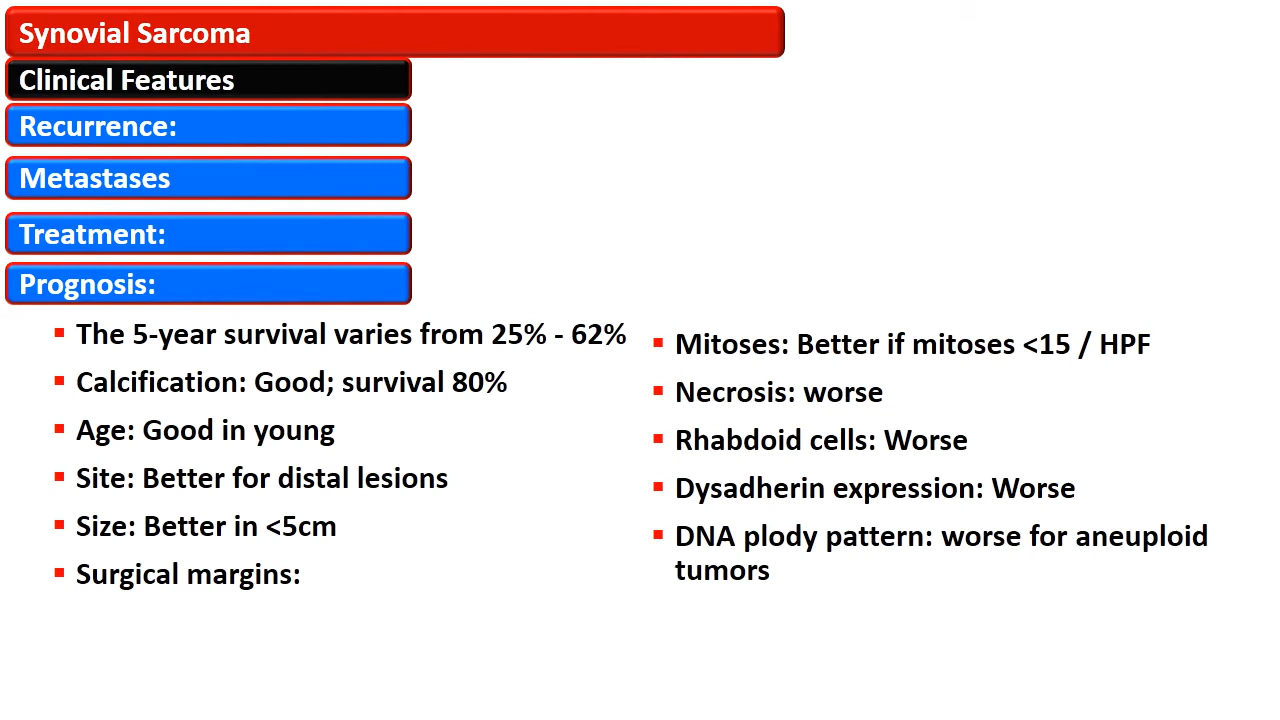 Synovial Sarcoma
Clinical Features
Recurrence:
Metastases
Treatment:
Prognosis:
▪ The 5-year survival varies from 25% - 62%
▪ Calcification: Good; survival 80%
▪ Age: Good in young
▪ Site: Better for distal lesions
▪ Size: Better in <5cm
▪ Surgical margins:
▪ Mitoses: Better if mitoses <15 / HPF
▪ Necrosis: worse
▪ Rhabdoid cells: Worse
▪ Dysadherin expression: Worse
▪ DNA plody pattern: worse for aneuploid
tumors